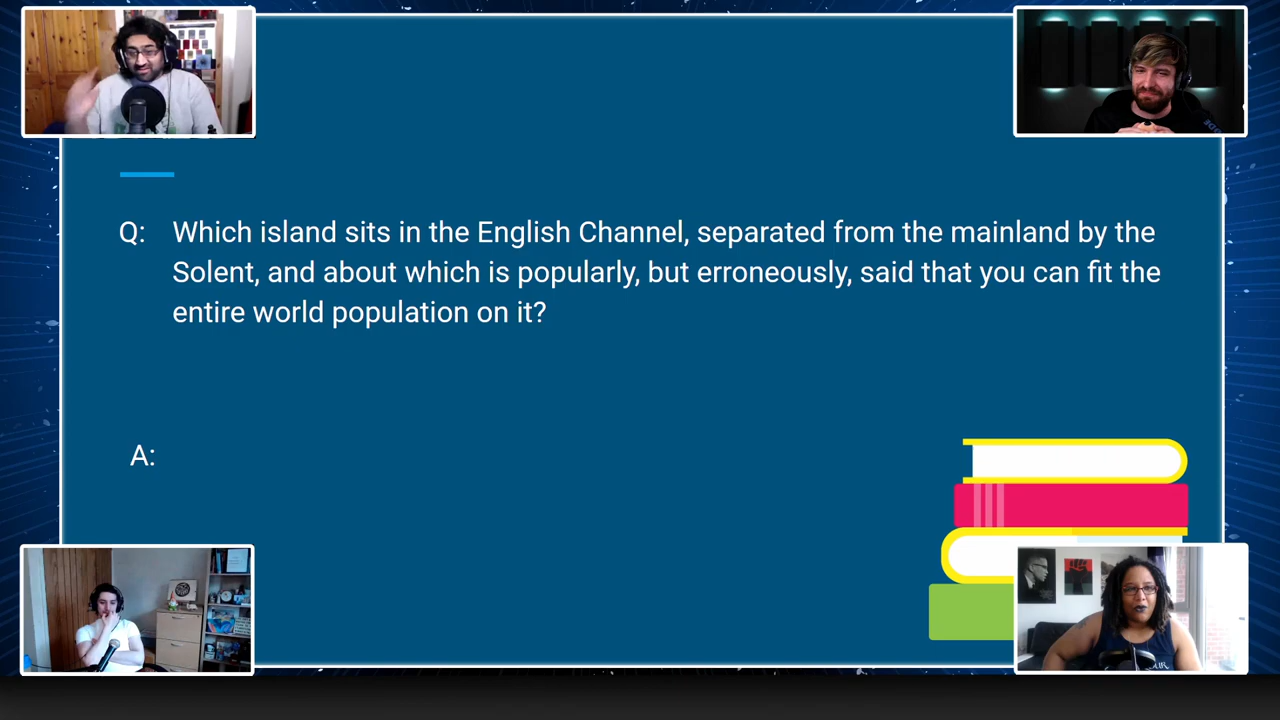 Q: Which island sits in the English Channel, separated from the mainland by the
Solent, and about which is popularly, but erroneously, said that you can fit the
entire world population on it?
A: